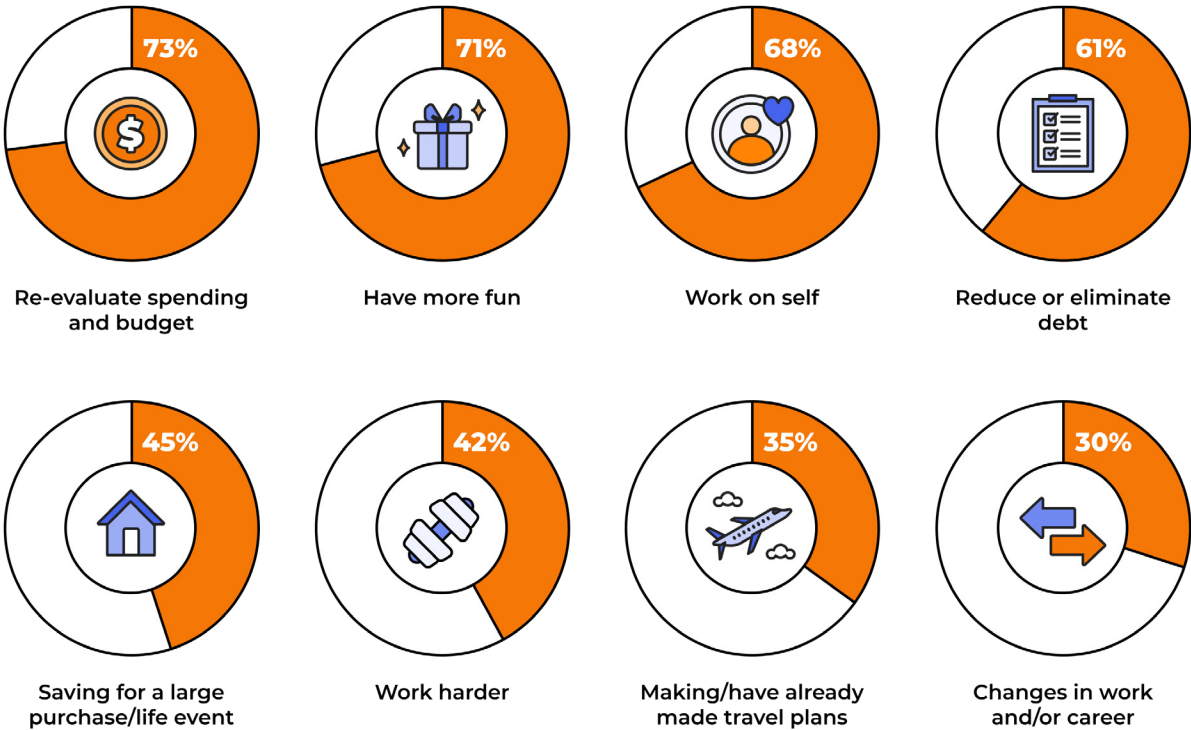 73%
71%
68%
61%
$
Re-evaluate spending
and budget
Have more fun
Work on self
Reduce or eliminate
debt
45%
42%
35%
30%
Saving for a large
purchase/life event
Work harder
Making/have already
made travel plans
Changes in work
and/or career